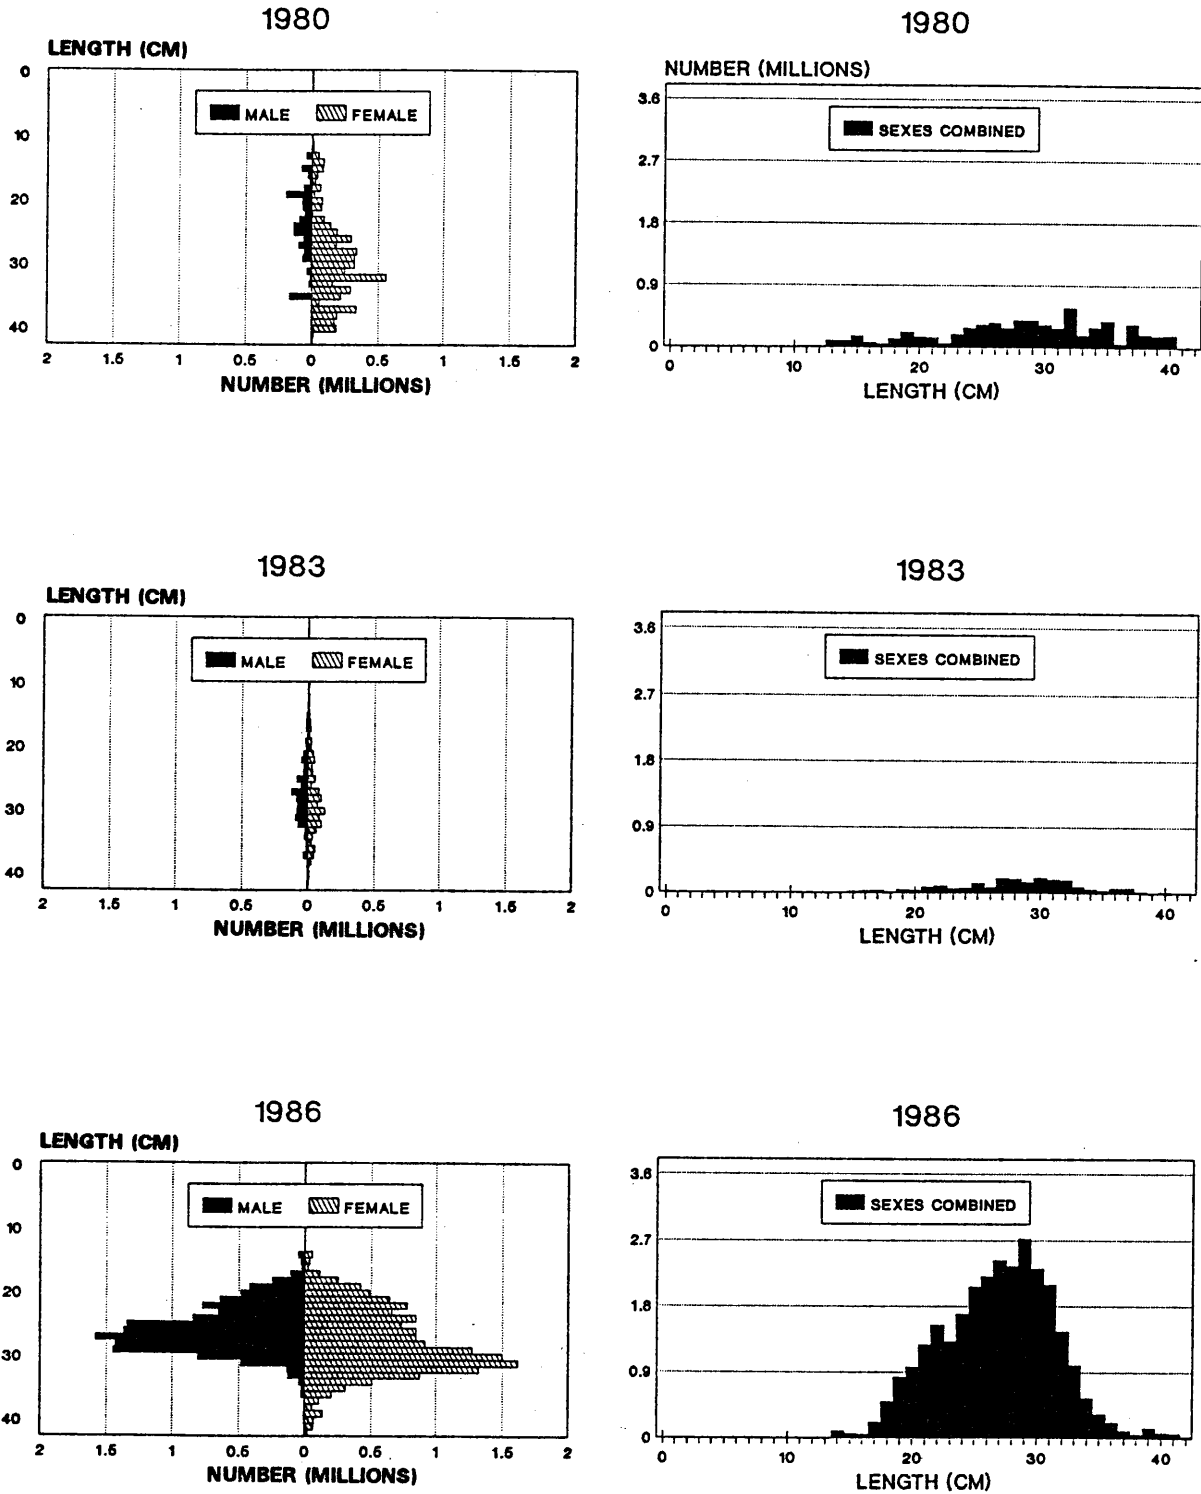 1980
LENGTH (CM)
0
10
20
30
40
MALE FEMALE
2 1.5 1 0.5 0 0.5 1 1.5 2
NUMBER (MILLIONS)
1980
NUMBER (MILLIONS)
3.6
2.7
1.8
0.9
0
SEXES COMBINED
0 10 20 30 40
LENGTH (CM)
1983
LENGTH (CM)
0
10
20
30
40
MALE FEMALE
2 1.5 1 0.5 0 0.5 1 1.5 2
NUMBER (MILLIONS)
1983
3.6
2.7
1.8
0.9
0
SEXES COMBINED
0 10 20 30 40
LENGTH (CM)
1986
LENGTH (CM)
0
10
20
30
40
MALE FEMALE
2 1.5 1 0.5 0 0.5 1 1.5 2
NUMBER (MILLIONS)
1986
3.6
2.7
1.8
0.9
0
SEXES COMBINED
0 10 20 30 40
LENGTH (CM)